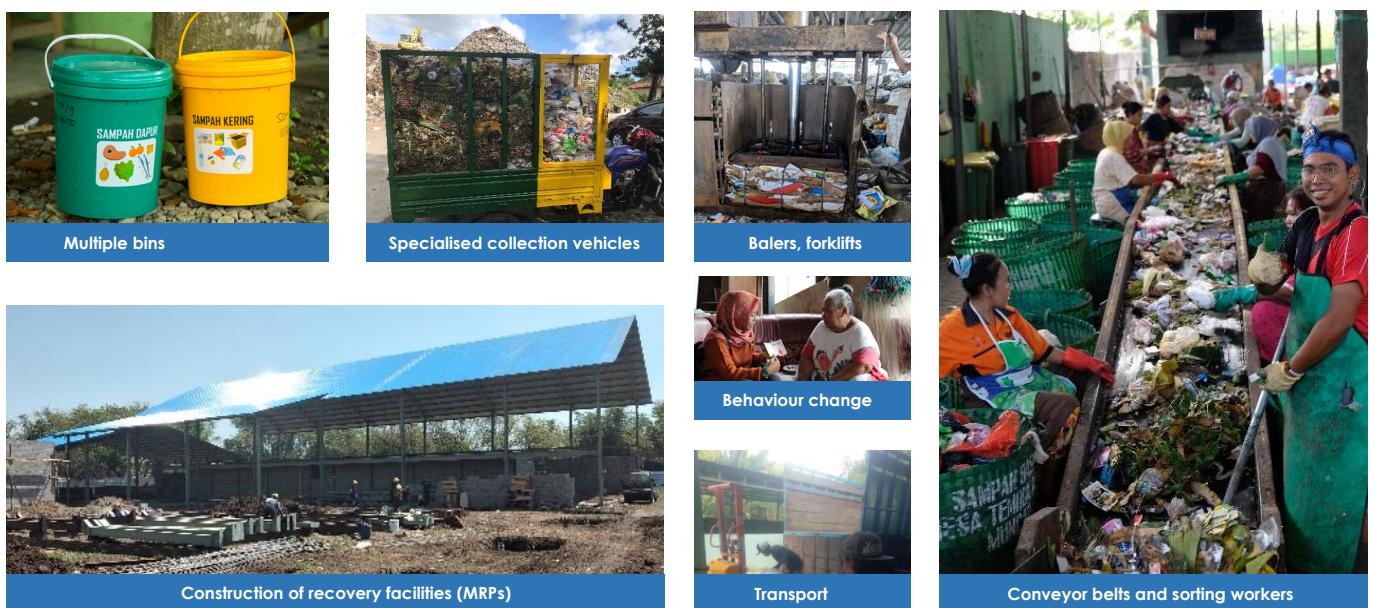 SAMPAH DAPUR
SAMPAH KERING
Multiple bins
Specialised collection vehicles
Balers, forklifts
Behaviour change
Construction of recovery facilities (MRPs)
Transport
SAMPAH
Conveyor belts and sorting workers